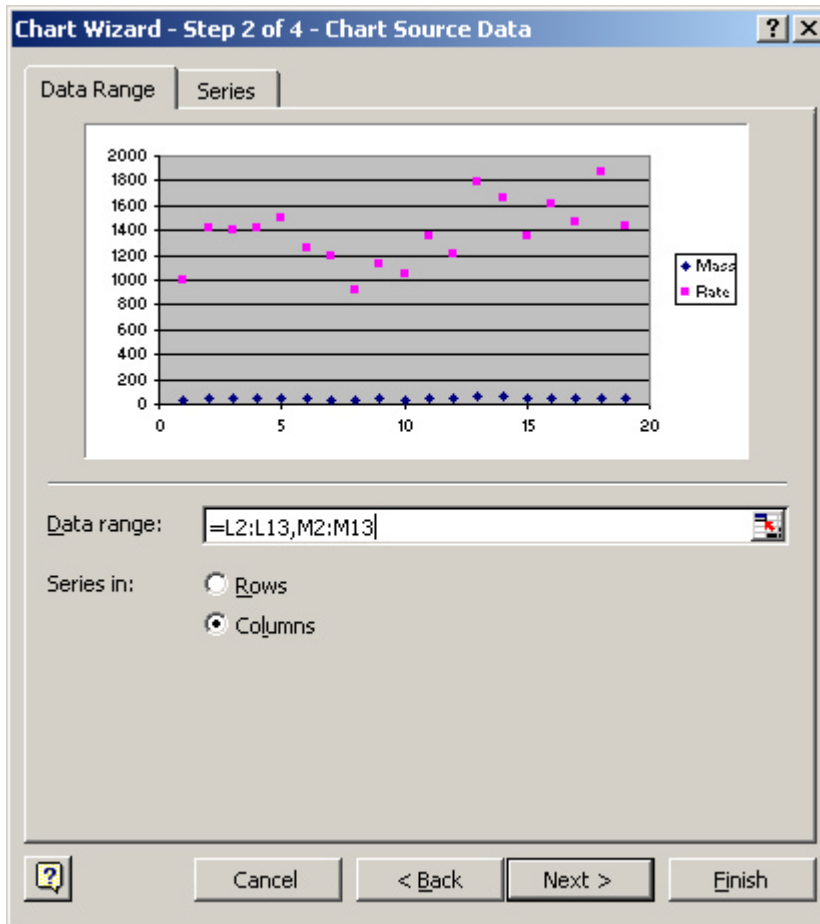 Chart Wizard - Step 2 of 4 - Chart Source Data
Data Range Series
2000
1800
1600
1400
1200
1000
800
600
400
200
0
0 5 10 15 20
Mass
Rate
Data range: =L2:L13,M2:M13
Series in: Rows
Columns
Cancel < Back Next > Finish